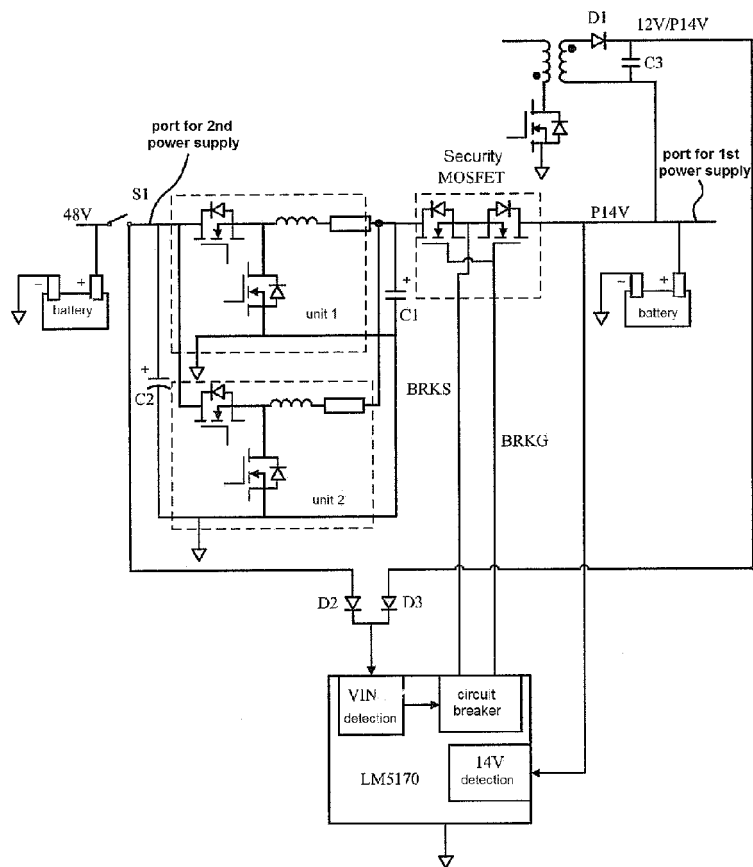 D1
12V/P14V
C3
port for 2nd
power supply
port for 1st
power supply
Security
MOSFET
S1
48V
P14V
− +
battery
unit 1
+
C1
− +
battery
+
C2
BRKS
BRKG
unit 2
D2
D3
VIN
detection
circuit
breaker
14V
detection
LM5170